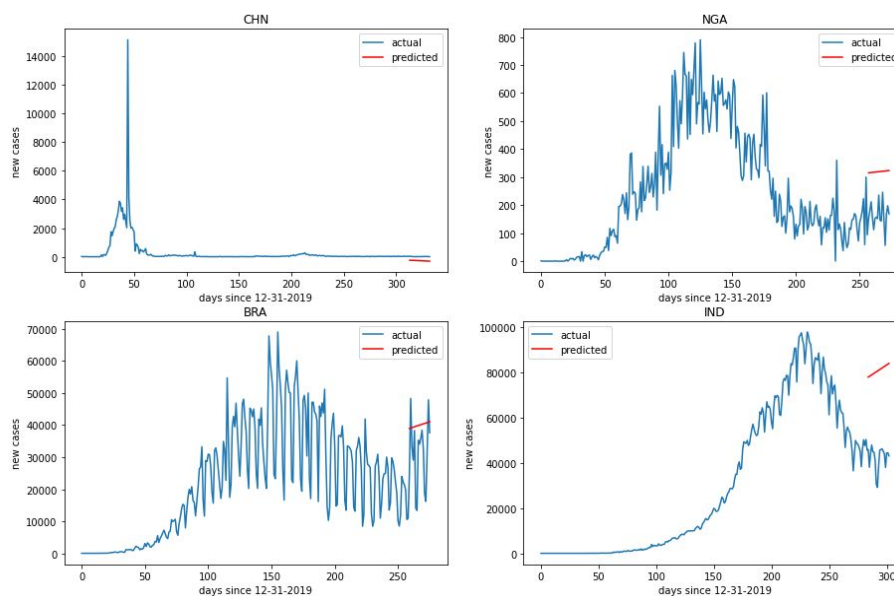 CHN
actual
predicted
14000
12000
10000
8000
6000
4000
2000
0
new cases
0 50 100 150 200 250 300
days since 12-31-2019
NGA
actual
predicted
800
700
600
500
400
300
200
100
0
new cases
0 50 100 150 200 250
days since 12-31-2019
BRA
actual
predicted
70000
60000
50000
40000
30000
20000
10000
0
new cases
0 50 100 150 200 250
days since 12-31-2019
IND
actual
predicted
100000
80000
60000
40000
20000
0
new cases
0 50 100 150 200 250 300
days since 12-31-2019